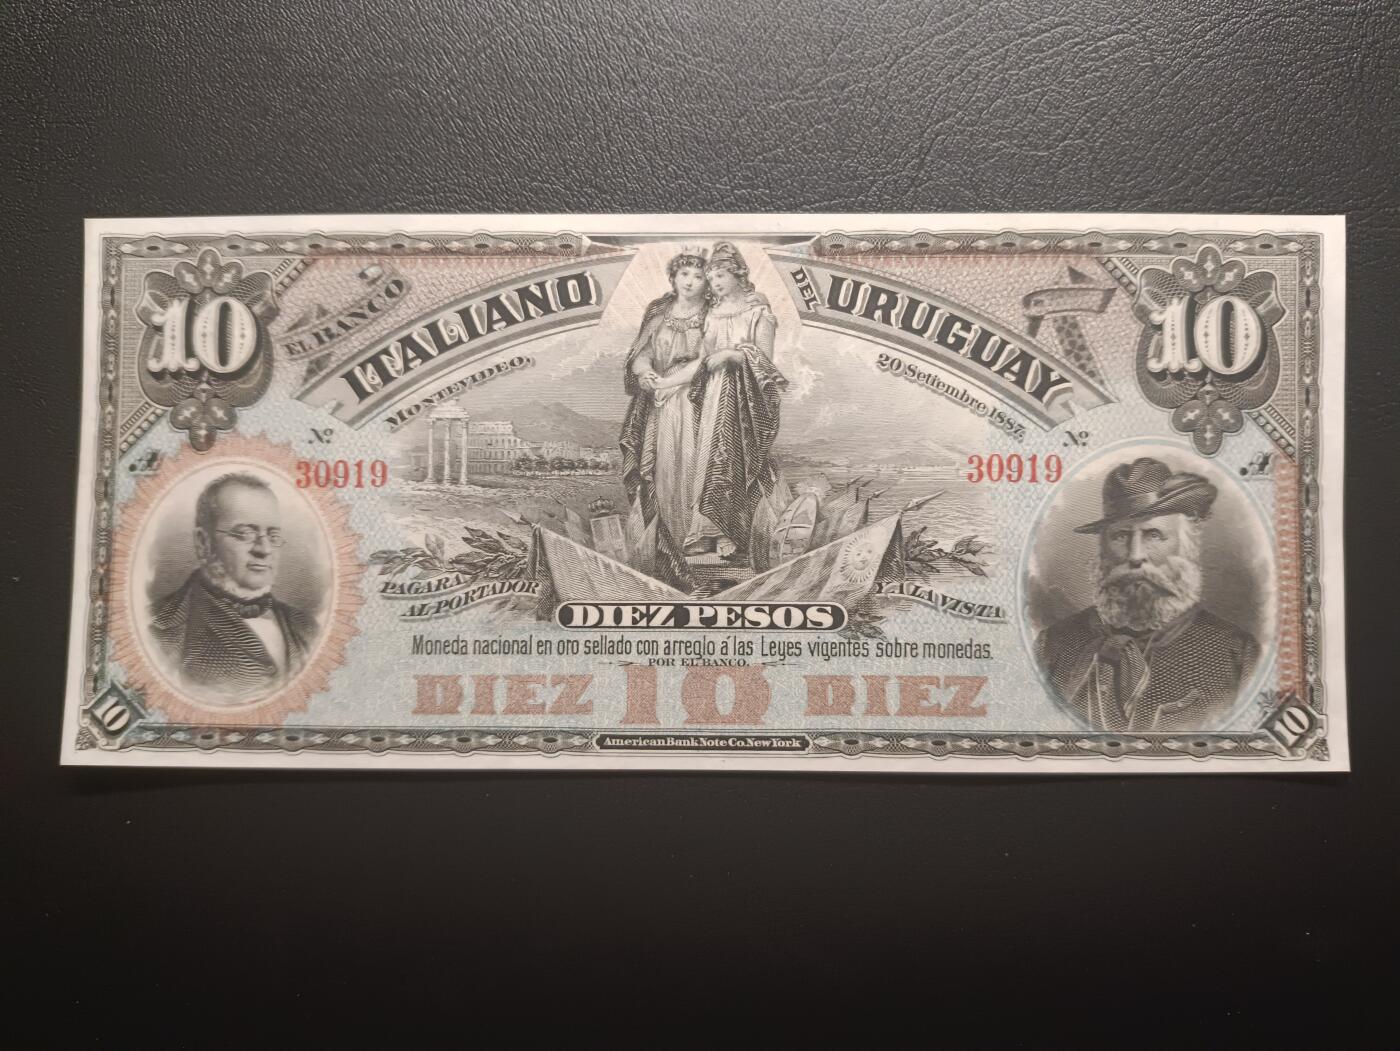 10
EL BANCO
ITALIANO DEL URUGUAY
10
MONTEVIDEO,
20 Setiembre 1887.
Nº
Nº
A
A
30919
30919
PAGARA
AL PORTADOR
Y A LA VISTA
DIEZ PESOS
Moneda nacional en oro sellado con arreglo á las Leyes vigentes sobre monedas.
POR EL BANCO.
DIEZ 10 DIEZ
10
10
American Bank Note Co. New York